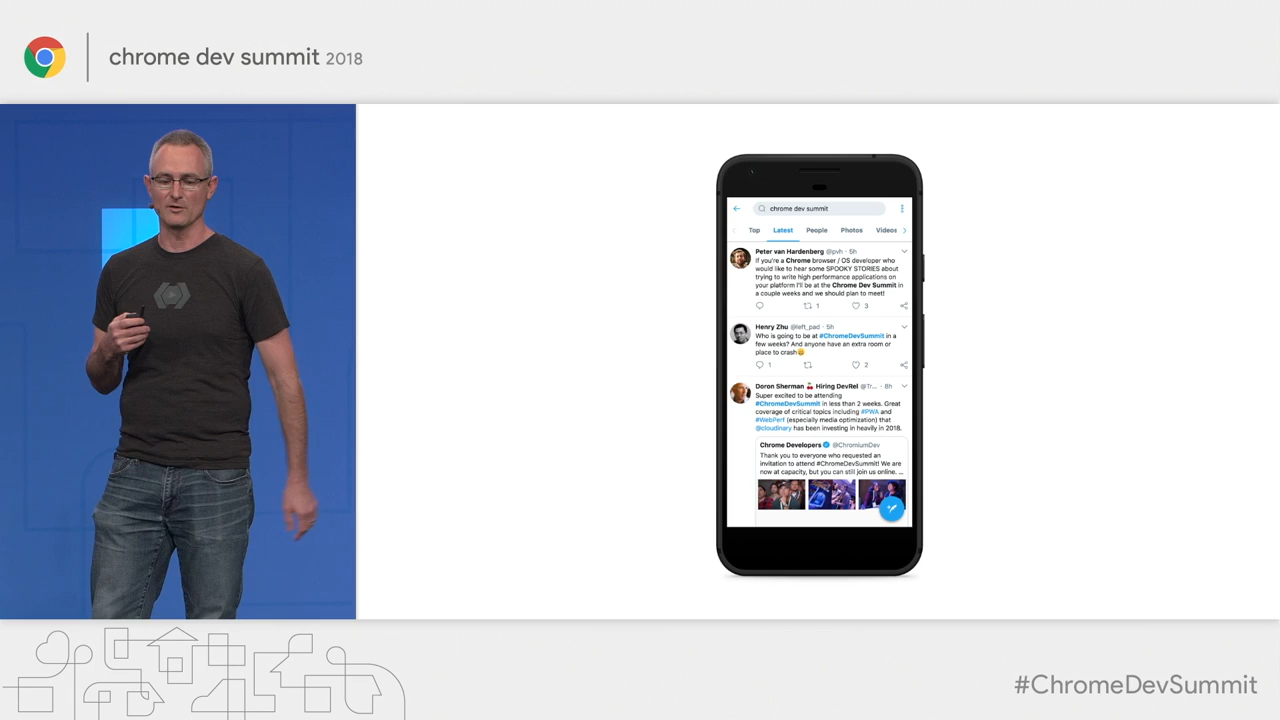 chrome dev summit 2018
chrome dev summit
Top Latest People Photos Videos
Peter van Hardenberg @pvh · 5h
If you're a Chrome browser / OS developer who
would like to hear some SPOOKY STORIES about
trying to write high performance applications on
your platform I'll be at the Chrome Dev Summit in
a couple weeks and we should plan to meet!
1 3
Henry Zhu @left_pad · 5h
Who is going to be at #ChromeDevSummit in a
few weeks? And anyone have an extra room or
place to crash😄
1 2
Doron Sherman 🍒 Hiring DevRel @Tr... · 8h
Super excited to be attending
#ChromeDevSummit in less than 2 weeks. Great
coverage of critical topics including #PWA and
#WebPerf (especially media optimization) that
@cloudinary has been investing in heavily in 2018.
Chrome Developers @ChromiumDev
Thank you to everyone who requested an
invitation to attend #ChromeDevSummit! We are
now at capacity, but you can still join us online. ...
#ChromeDevSummit